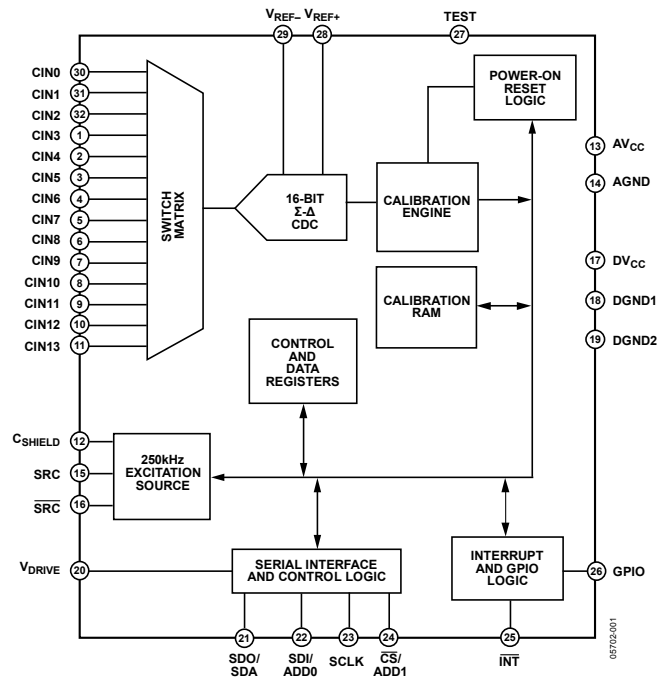 VREF–
VREF+
TEST
29
28
27
CIN0
30
CIN1
31
CIN2
32
CIN3
1
CIN4
2
CIN5
3
CIN6
4
CIN7
5
CIN8
6
CIN9
7
CIN10
8
CIN11
9
CIN12
10
CIN13
11
SWITCH
MATRIX
16-BIT
Σ-Δ
CDC
POWER-ON
RESET
LOGIC
CALIBRATION
ENGINE
CALIBRATION
RAM
CONTROL
AND
DATA
REGISTERS
13
AVCC
14
AGND
17
DVCC
18
DGND1
19
DGND2
CSHIELD
12
SRC
15
SRC
16
250kHz
EXCITATION
SOURCE
VDRIVE
20
SERIAL INTERFACE
AND CONTROL LOGIC
INTERRUPT
AND GPIO
LOGIC
26
GPIO
21
22
23
24
25
SDO/
SDA
SDI/
ADD0
SCLK
CS/
ADD1
INT
05702-001